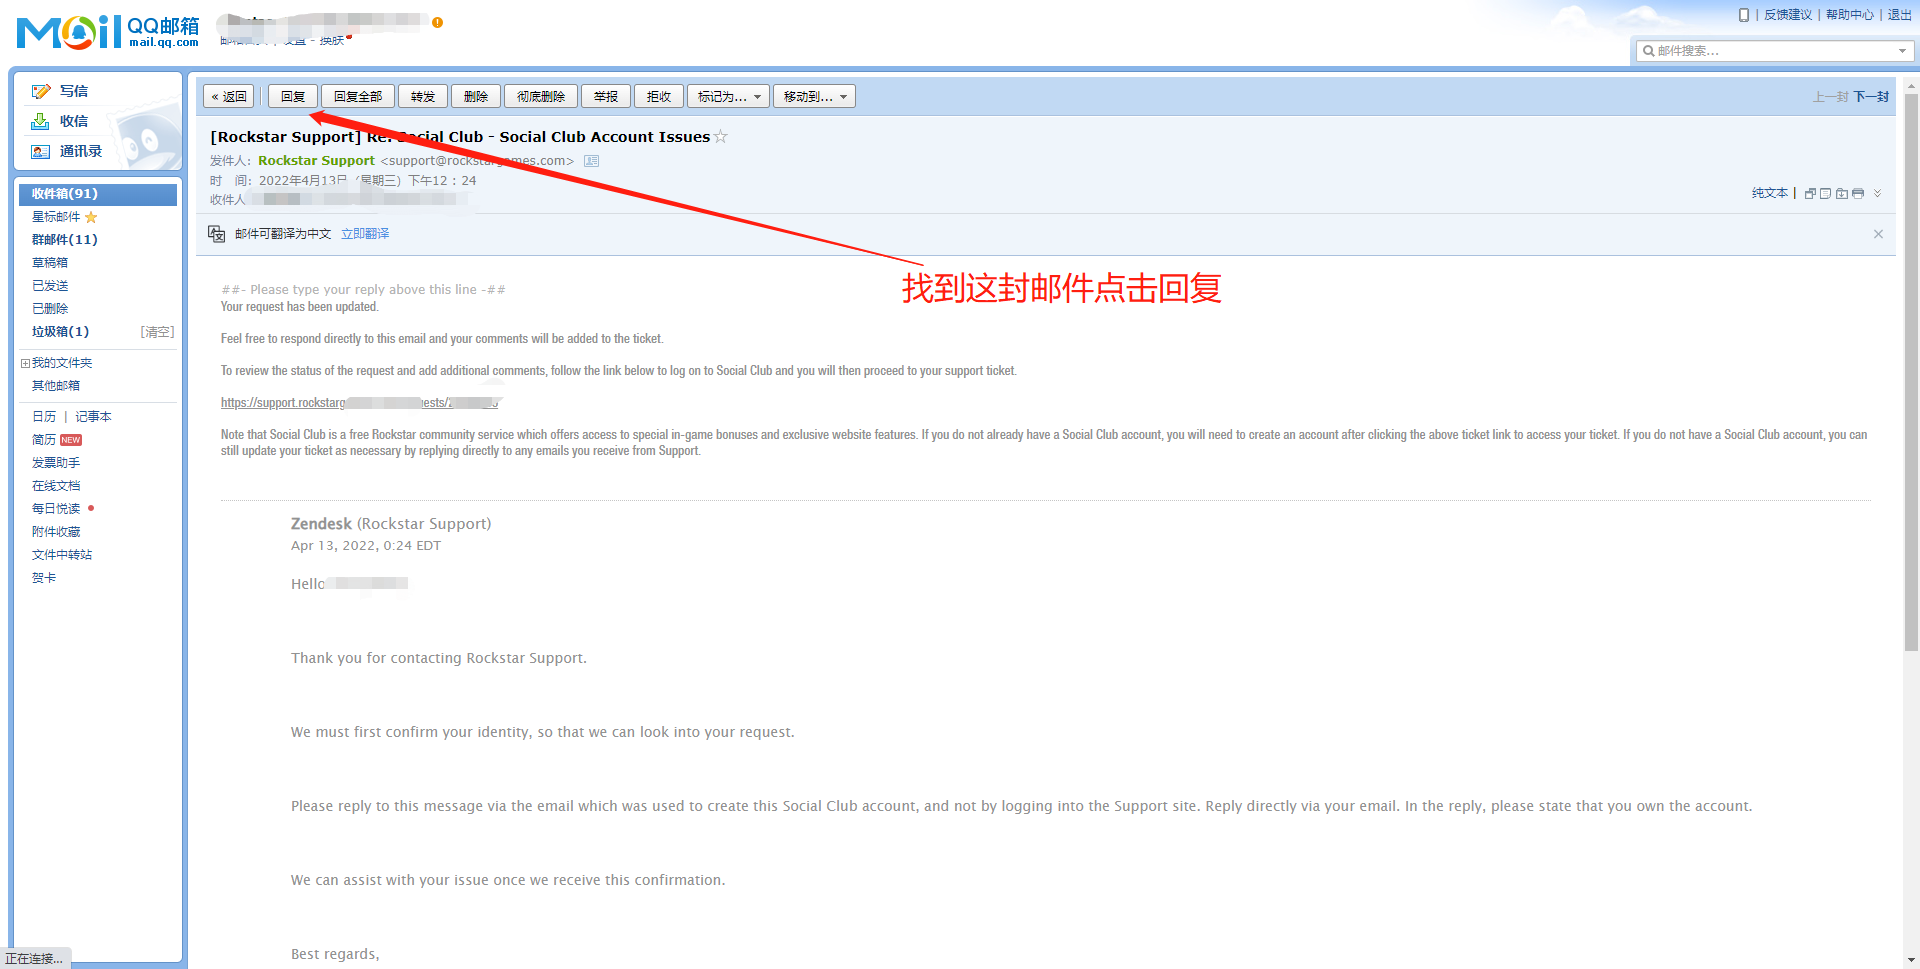 Mail QQ邮箱
mail.qq.com
换肤
反馈建议 | 帮助中心 | 退出
邮件搜索...
写信
收信
通讯录
收件箱(91)
星标邮件
群邮件(11)
草稿箱
已发送
已删除
垃圾箱(1) [清空]
我的文件夹
其他邮箱
日历 | 记事本
简历 NEW
发票助手
在线文档
每日悦读
附件收藏
文件中转站
贺卡
正在连接...
« 返回 回复 回复全部 转发 删除 彻底删除 举报 拒收 标记为... 移动到... 上一封 下一封
[Rockstar Support] Re: Social Club - Social Club Account Issues
发件人: Rockstar Support <support@rockstargames.com>
时 间: 2022年4月13日 (星期三) 下午12:24
收件人
纯文本 |
邮件可翻译为中文 立即翻译
找到这封邮件点击回复
##- Please type your reply above this line -##
Your request has been updated.
Feel free to respond directly to this email and your comments will be added to the ticket.
To review the status of the request and add additional comments, follow the link below to log on to Social Club and you will then proceed to your support ticket.
https://support.rockstarg ests/
Note that Social Club is a free Rockstar community service which offers access to special in-game bonuses and exclusive website features. If you do not already have a Social Club account, you will need to create an account after clicking the above ticket link to access your ticket. If you do not have a Social Club account, you can
still update your ticket as necessary by replying directly to any emails you receive from Support.
Zendesk (Rockstar Support)
Apr 13, 2022, 0:24 EDT
Hello
Thank you for contacting Rockstar Support.
We must first confirm your identity, so that we can look into your request.
Please reply to this message via the email which was used to create this Social Club account, and not by logging into the Support site. Reply directly via your email. In the reply, please state that you own the account.
We can assist with your issue once we receive this confirmation.
Best regards,